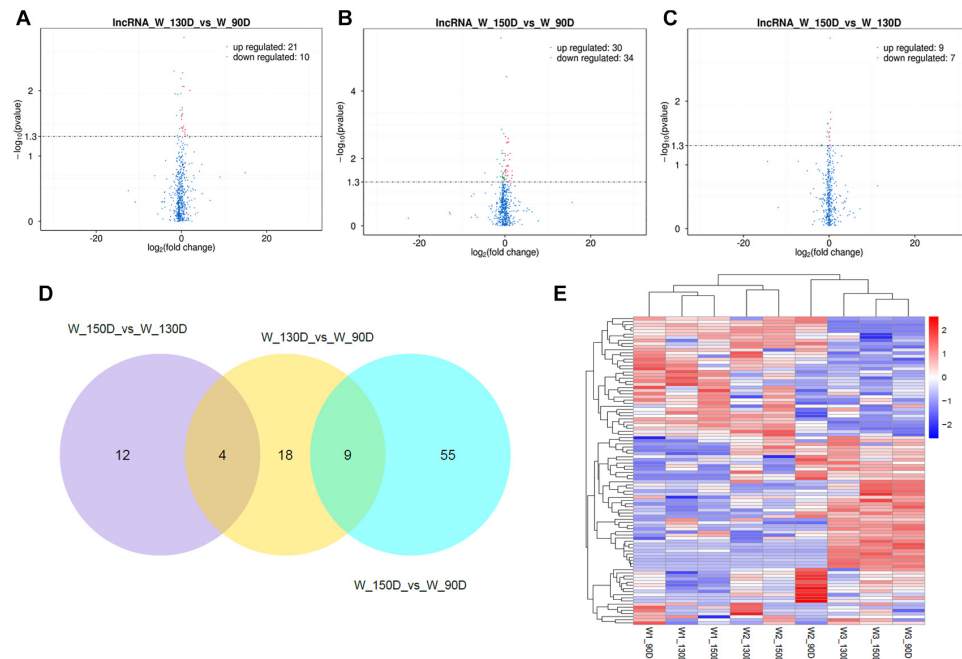 A
lncRNA_W_130D_vs_W_90D
up regulated: 21
down regulated: 10
2
1.3
1
0
−log10(pvalue)
-20
0
20
log2(fold change)
B
lncRNA_W_150D_vs_W_90D
up regulated: 30
down regulated: 34
4
2
1.3
0
−log10(pvalue)
-20
0
20
log2(fold change)
C
lncRNA_W_150D_vs_W_130D
up regulated: 9
down regulated: 7
2
1.3
1
0
−log10(pvalue)
-20
0
20
log2(fold change)
D
W_150D_vs_W_130D
W_130D_vs_W_90D
12
4
18
9
55
W_150D_vs_W_90D
E
2
1
0
−1
−2
W1_90D
W1_130D
W1_150D
W2_130D
W2_150D
W2_90D
W3_130D
W3_150D
W3_90D